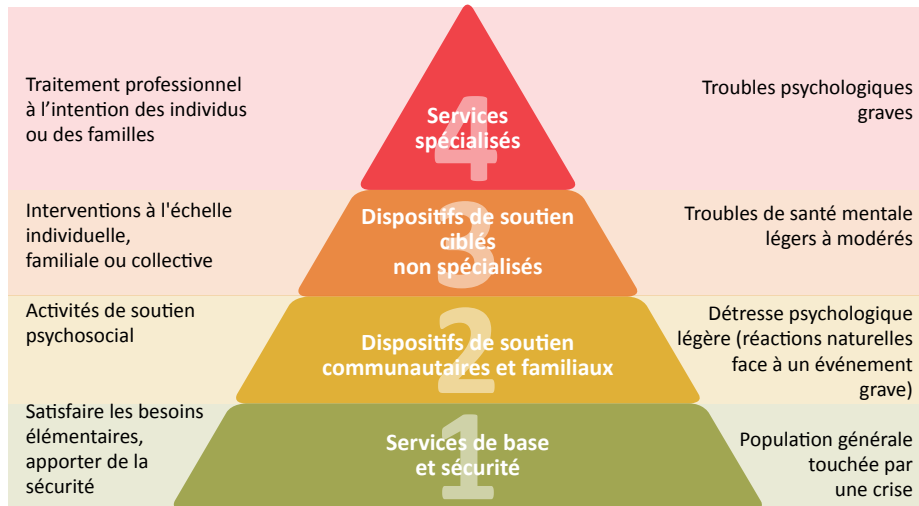 Traitement professionnel
à l'intention des individus
ou des familles
4
Services
spécialisés
Troubles psychologiques
graves
Interventions à l'échelle
individuelle,
familiale ou collective
3
Dispositifs de soutien
ciblés
non spécialisés
Troubles de santé mentale
légers à modérés
Activités de soutien
psychosocial
2
Dispositifs de soutien
communautaires et familiaux
Détresse psychologique
légère (réactions naturelles
face à un événement
grave)
Satisfaire les besoins
élémentaires,
apporter de la
sécurité
1
Services de base
et sécurité
Population générale
touchée par
une crise